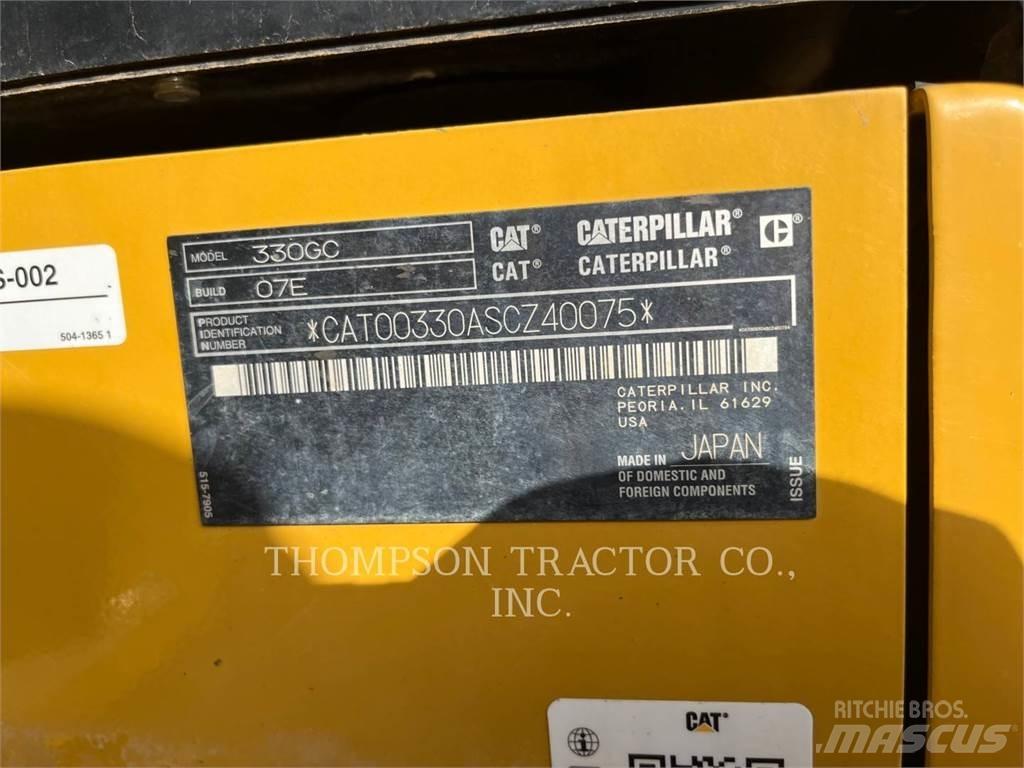 S-002
504-1365 1
MODEL 330GC
BUILD 07E
PRODUCT
IDENTIFICATION
NUMBER
*CAT00330ASCZ40075*
CAT® CATERPILLAR® C®
CAT® CATERPILLAR®
CATERPILLAR INC.
PEORIA, IL 61629
USA
MADE IN JAPAN
OF DOMESTIC AND
FOREIGN COMPONENTS
ISSUE
515-7905
THOMPSON TRACTOR CO.,
INC.
CAT®
RITCHIE BROS.
MASCUS